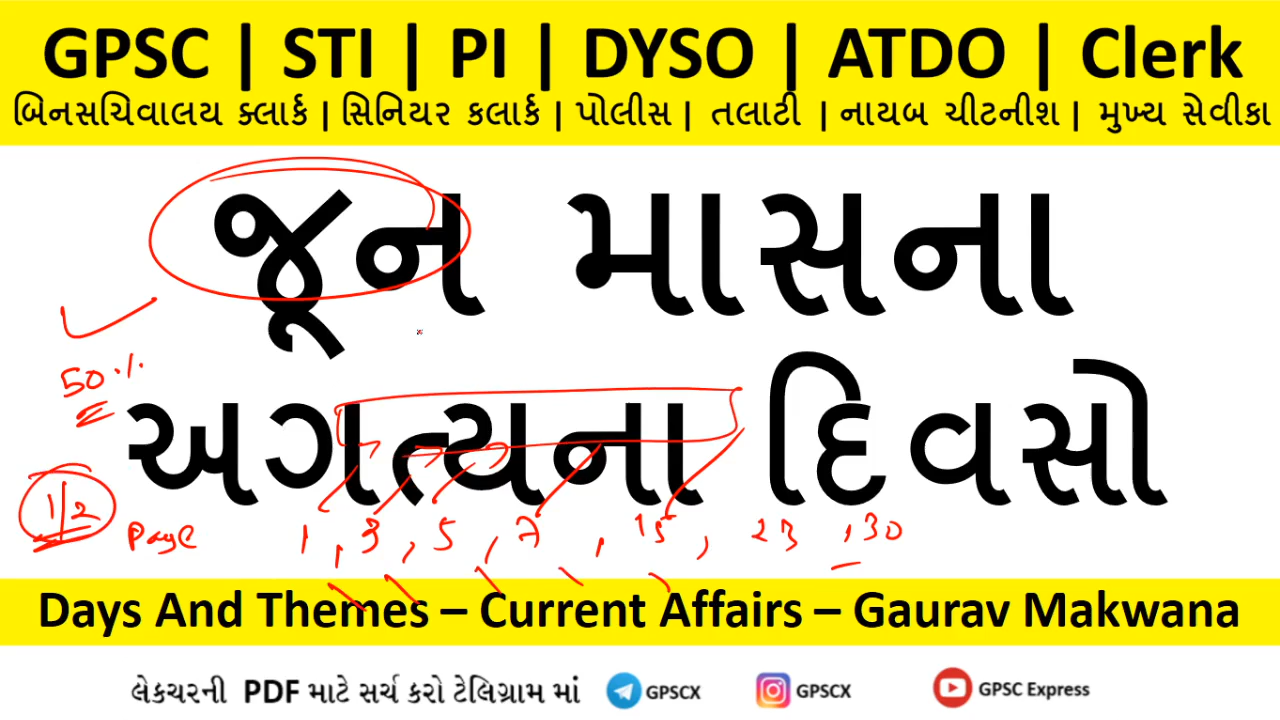 GPSC | STI | PI | DYSO | ATDO | Clerk
બિનસચિવાલય ક્લાર્ક | સિનિયર કલાર્ક | પોલીસ | તલાટી | નાયબ ચીટનીશ | મુખ્ય સેવીકા
જૂન માસના
50%
અગત્યના દિવસો
1/2 Page 1, 3, 5, 7, 15, 23, 30
Days And Themes – Current Affairs – Gaurav Makwana
લેકચરની PDF માટે સર્ચ કરો ટેલિગ્રામ માં GPSCX GPSCX GPSC Express